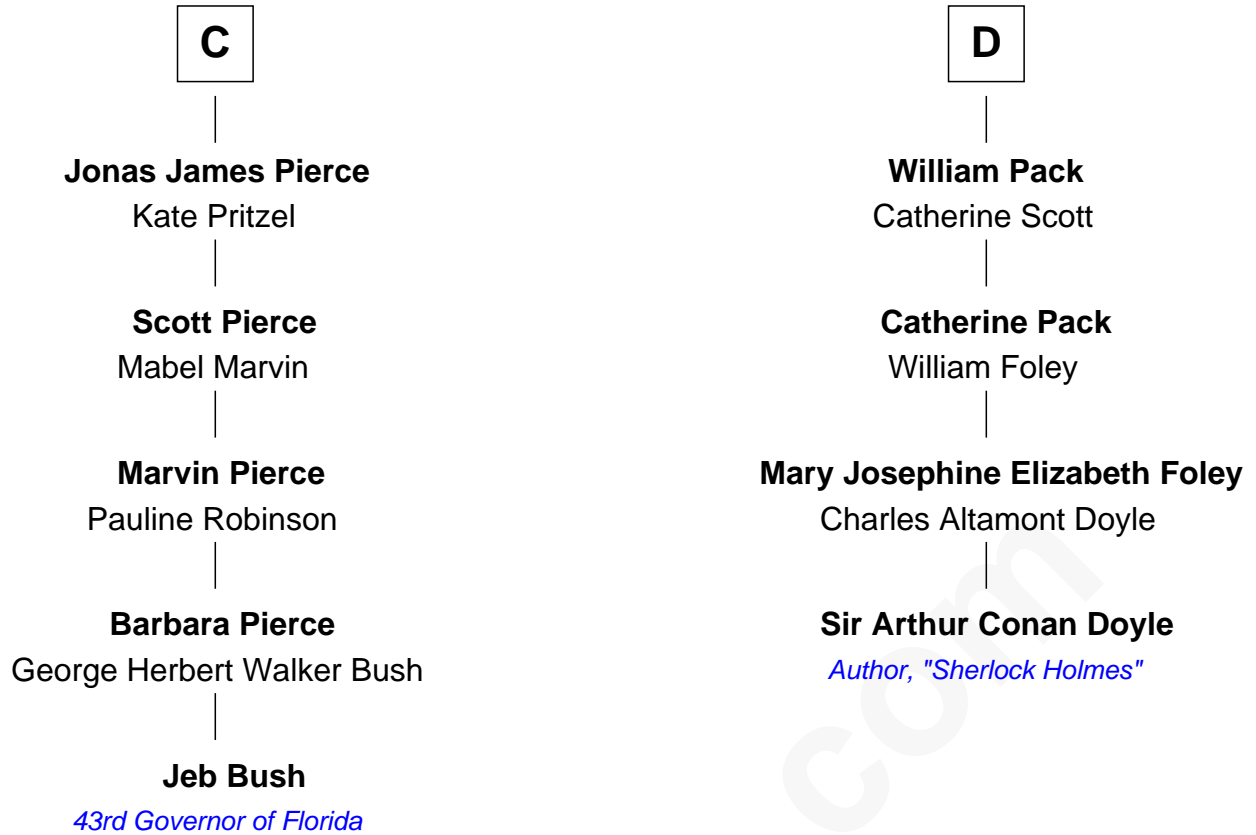 C
Jonas James Pierce
Kate Pritzel
Scott Pierce
Mabel Marvin
Marvin Pierce
Pauline Robinson
Barbara Pierce
George Herbert Walker Bush
Jeb Bush
43rd Governor of Florida
D
William Pack
Catherine Scott
Catherine Pack
William Foley
Mary Josephine Elizabeth Foley
Charles Altamont Doyle
Sir Arthur Conan Doyle
Author, "Sherlock Holmes"
com